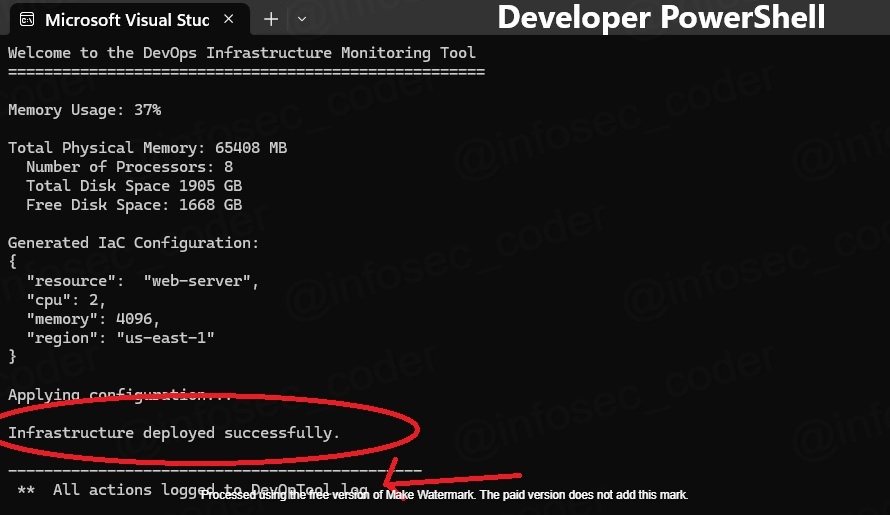 Microsoft Visual Stuc
Developer PowerShell
Welcome to the DevOps Infrastructure Monitoring Tool
====================================================
Memory Usage: 37%
Total Physical Memory: 65408 MB
Number of Processors: 8
Total Disk Space 1905 GB
Free Disk Space: 1668 GB
Generated IaC Configuration:
{
"resource":  "web-server",
"cpu": 2,
"memory": 4096,
"region": "us-east-1"
}
Applying configuration...
Infrastructure deployed successfully.
----------------------------------------------
**  All actions logged to DevOpTool.log
Processed using the free version of Make Watermark. The paid version does not add this mark.
@infosec_coder
@infosec_coder
@infosec_coder
@infosec_coder